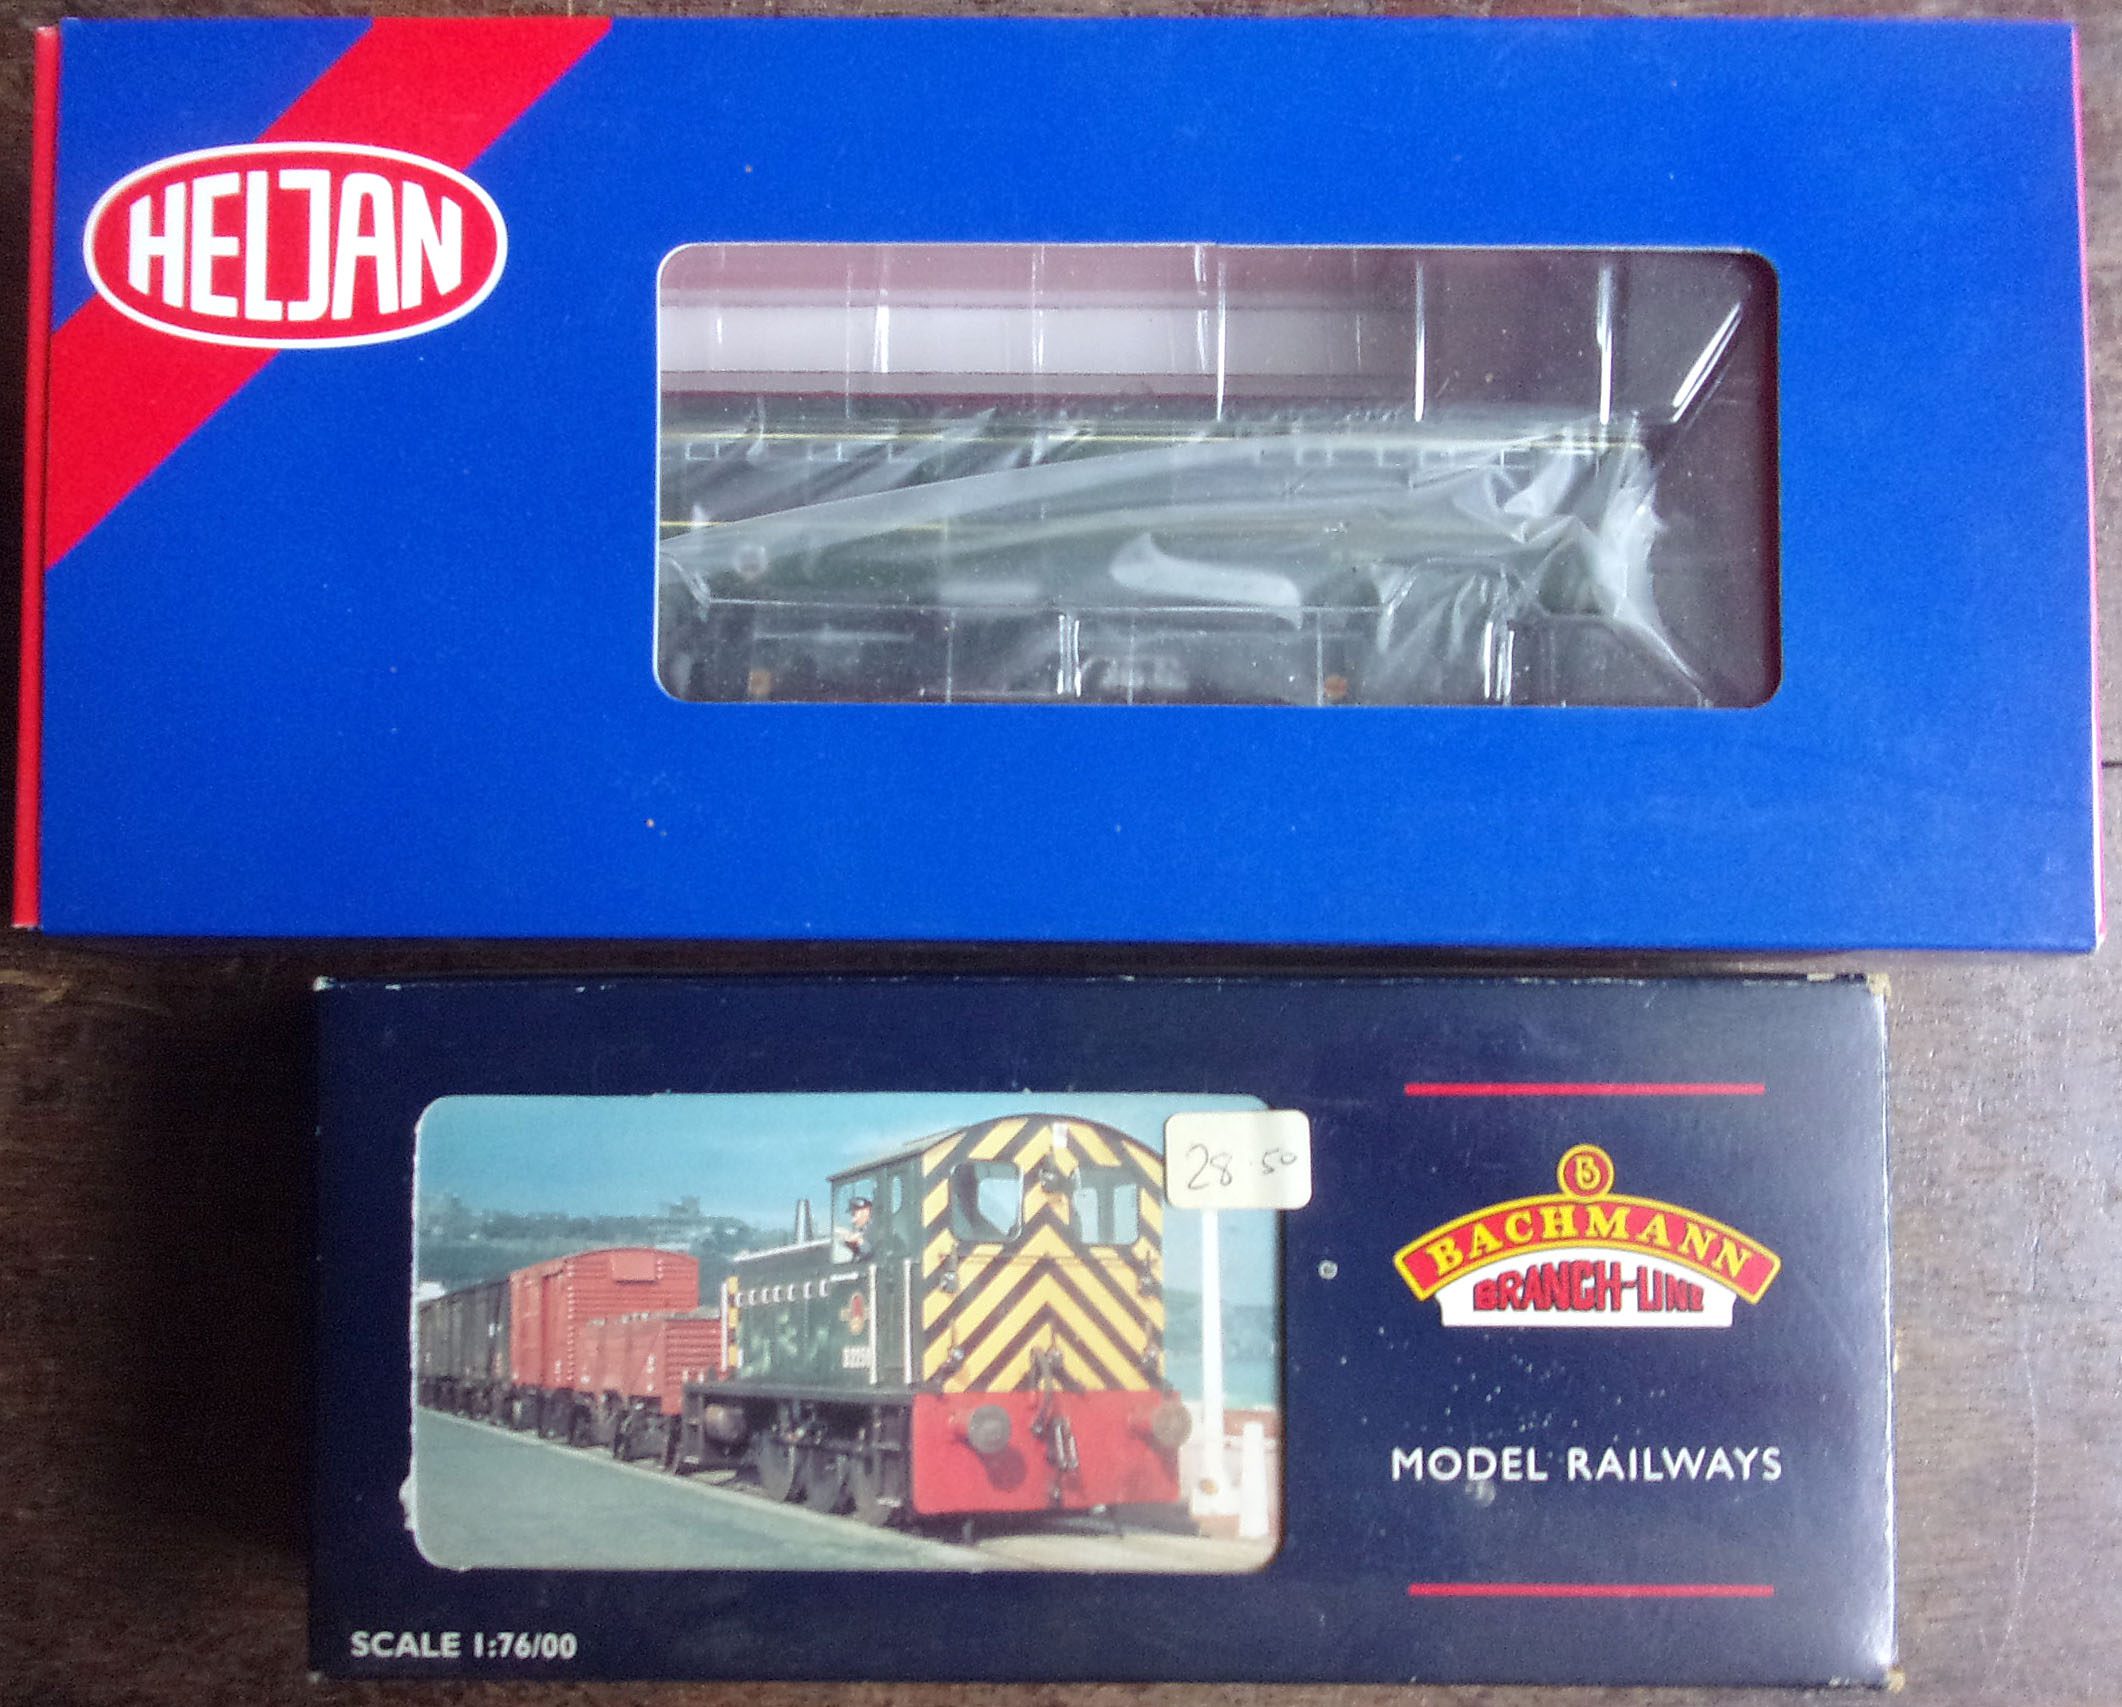 HELJAN
28.50
B
BACHMANN
BRANCH-LINE
MODEL RAILWAYS
SCALE 1:76/00